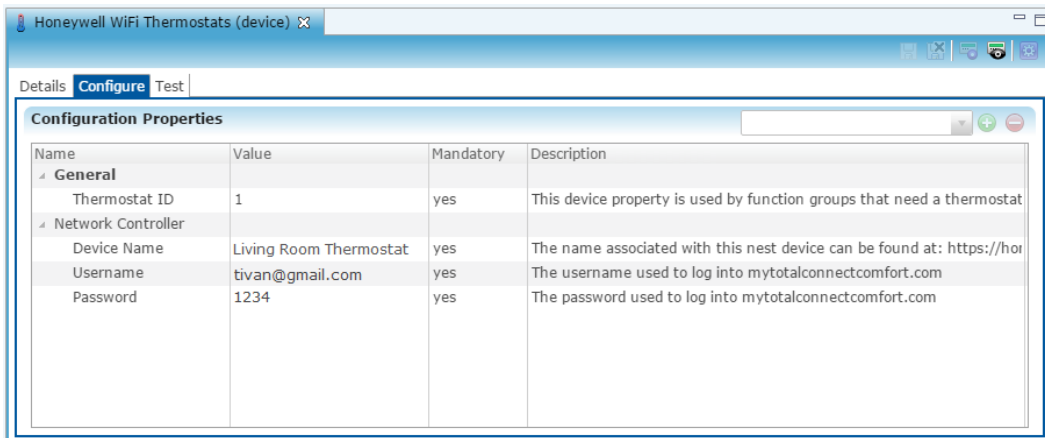 Honeywell WiFi Thermostats (device)
Details Configure Test
Configuration Properties
Name Value Mandatory Description
General
Thermostat ID 1 yes This device property is used by function groups that need a thermostat
Network Controller
Device Name Living Room Thermostat yes The name associated with this nest device can be found at: https://hor
Username tivan@gmail.com yes The username used to log into mytotalconnectcomfort.com
Password 1234 yes The password used to log into mytotalconnectcomfort.com